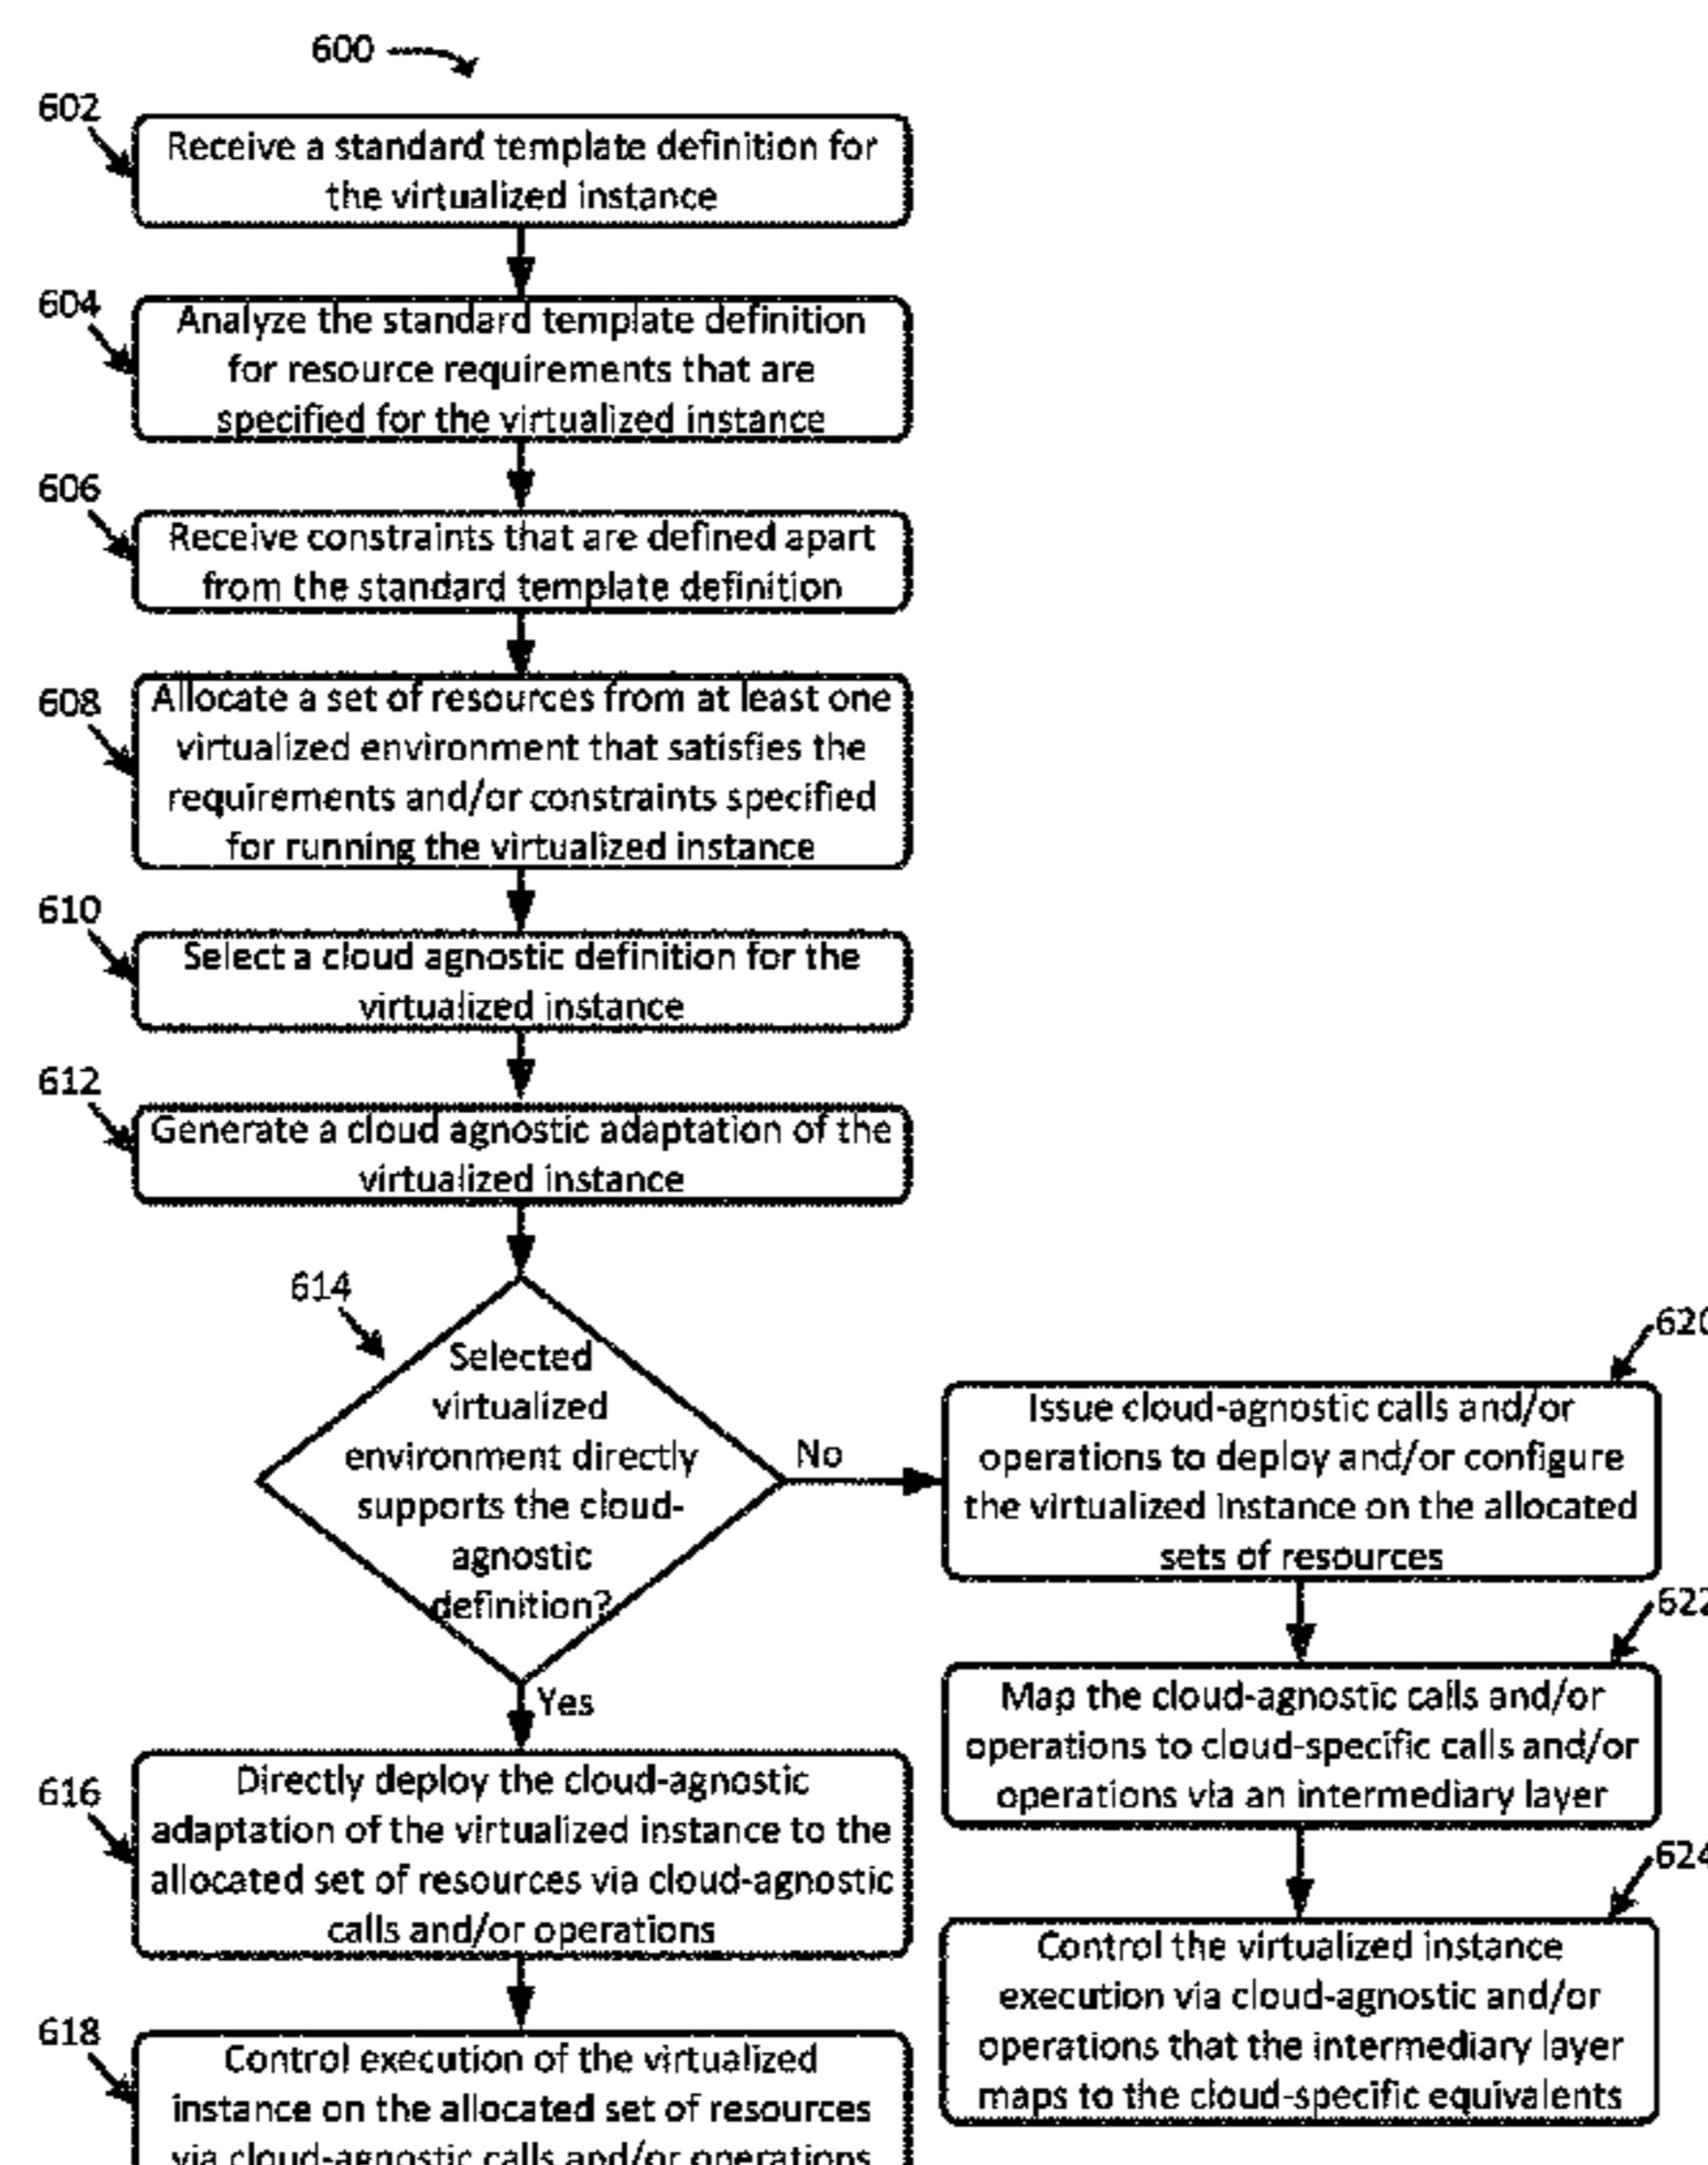 600
602
Receive a standard template definition for
the virtualized instance
604
Analyze the standard template definition
for resource requirements that are
specified for the virtualized instance
606
Receive constraints that are defined apart
from the standard template definition
608
Allocate a set of resources from at least one
virtualized environment that satisfies the
requirements and/or constraints specified
for running the virtualized instance
610
Select a cloud agnostic definition for the
virtualized instance
612
Generate a cloud agnostic adaptation of the
virtualized instance
614
Selected
virtualized
environment directly
supports the cloud-
agnostic
definition?
No
Yes
616
Directly deploy the cloud-agnostic
adaptation of the virtualized instance to the
allocated set of resources via cloud-agnostic
calls and/or operations
618
Control execution of the virtualized
instance on the allocated set of resources
via cloud-agnostic calls and/or operations
620
Issue cloud-agnostic calls and/or
operations to deploy and/or configure
the virtualized instance on the allocated
sets of resources
622
Map the cloud-agnostic calls and/or
operations to cloud-specific calls and/or
operations via an intermediary layer
624
Control the virtualized instance
execution via cloud-agnostic and/or
operations that the intermediary layer
maps to the cloud-specific equivalents